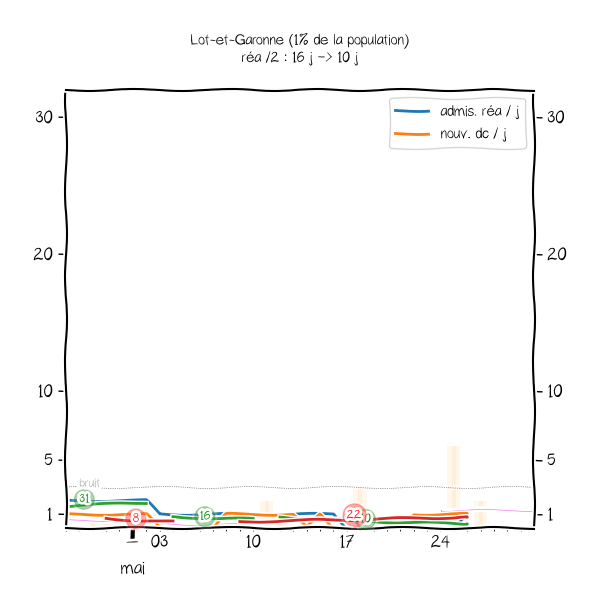 Lot-et-Garonne (1% de la population)
réa /2 : 16 j -> 10 j
admis. réa / j
nouv. dc / j
30 30
20 20
10 10
5 5
bruit
31
1 8 16 22 1
03 10 17 24
mai